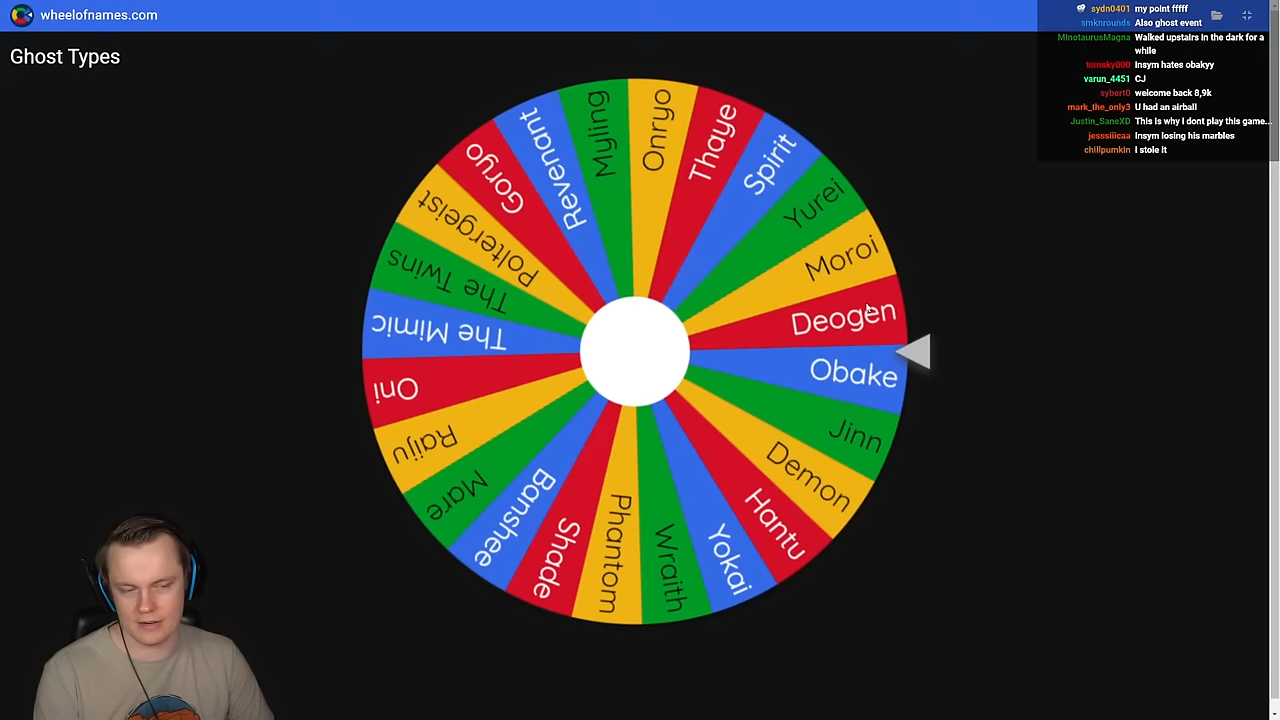 wheelofnames.com
Ghost Types
sydn0401 my point fffff
smknrounds Also ghost event
MinotaurusMagna Walked upstairs in the dark for a
while
tomsky000 Insym hates obakyy
varun_4451 CJ
sybert0 welcome back 8,9k
mark_the_only3 U had an airball
Justin_SaneXD This is why I dont play this game...
jesssiiicaa Insym losing his marbles
chillpumkin I stole it
Onryo
Thaye
Spirit
Yurei
Moroi
Deogen
Obake
Jinn
Demon
Hantu
Yokai
Wraith
Phantom
Shade
Banshee
Mare
Raiju
Oni
The Mimic
The Twins
Poltergeist
Goryo
Revenant
Myling